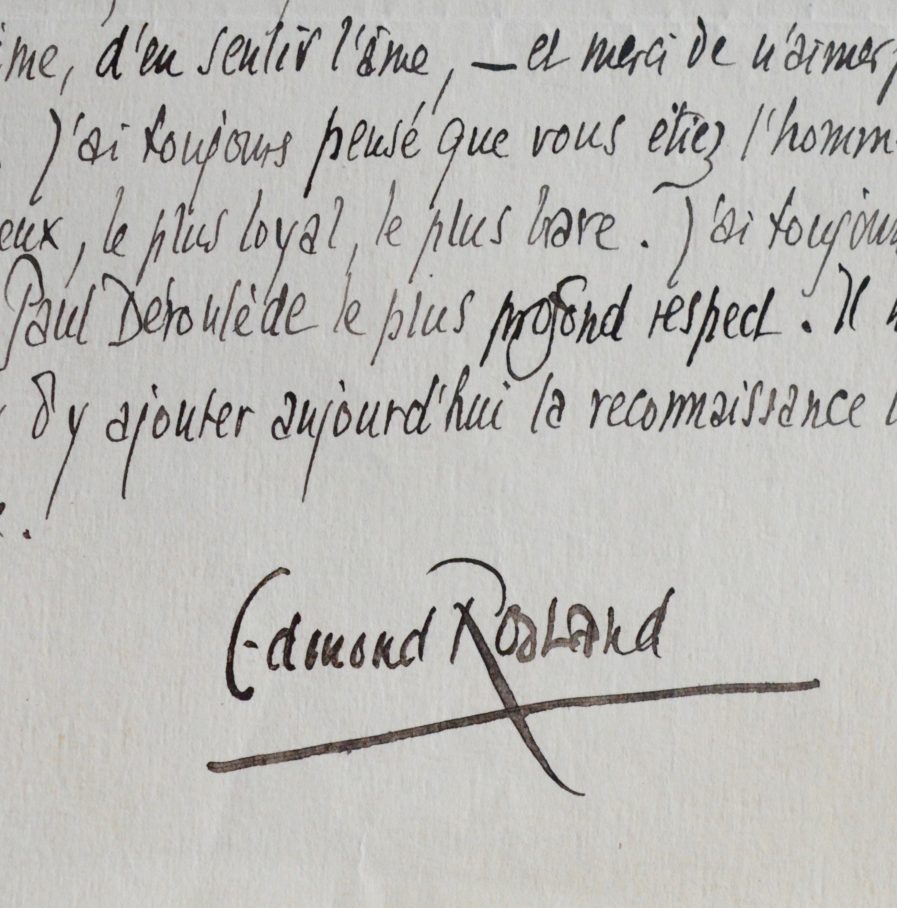 ime, d'en sentir l'âme, — et merci de n'aimer
J'ai toujours pensé que vous étiez l'homm
eux, le plus loyal, le plus brave. J'ai toujou
Paul Déroulède le plus profond respect. Il
d'y ajouter aujourd'hui la reconnaissance
Edmond Rostand